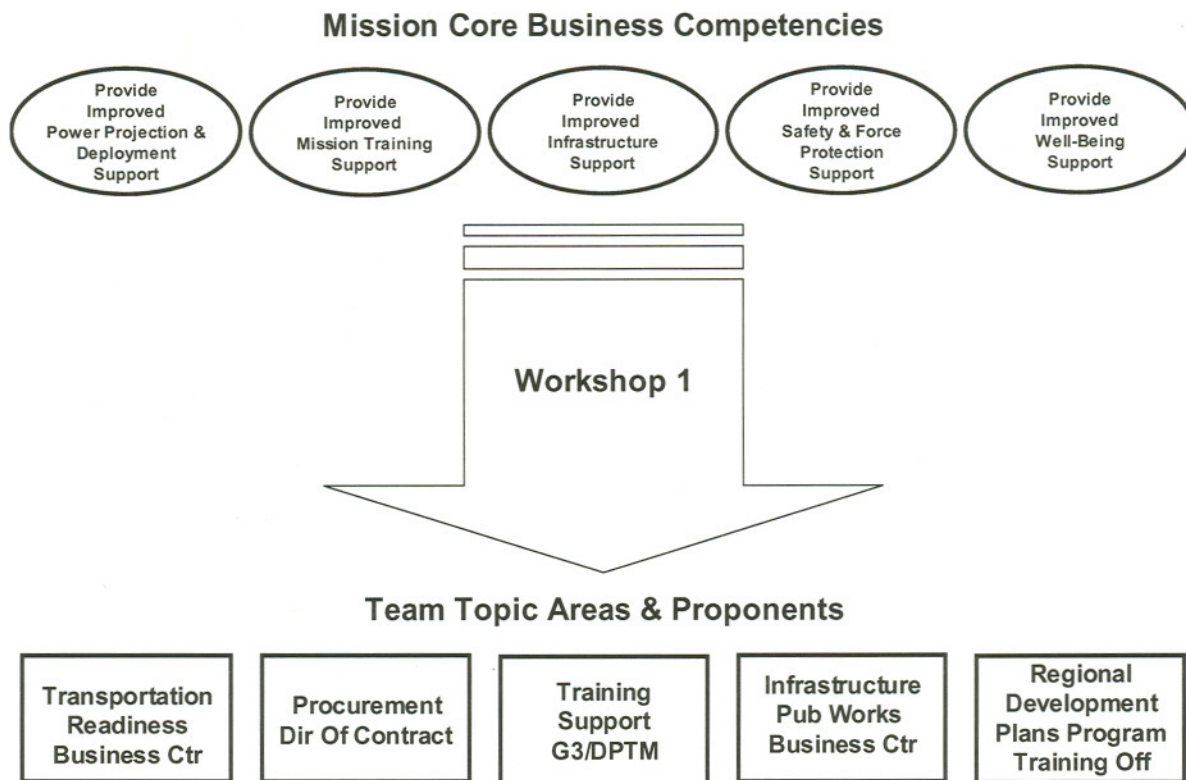 Mission Core Business Competencies
Provide
Improved
Power Projection &
Deployment
Support
Provide
Improved
Mission Training
Support
Provide
Improved
Infrastructure
Support
Provide
Improved
Safety & Force
Protection
Support
Provide
Improved
Well-Being
Support
Workshop 1
Team Topic Areas & Proponents
Transportation
Readiness
Business Ctr
Procurement
Dir Of Contract
Training
Support
G3/DPTM
Infrastructure
Pub Works
Business Ctr
Regional
Development
Plans Program
Training Off